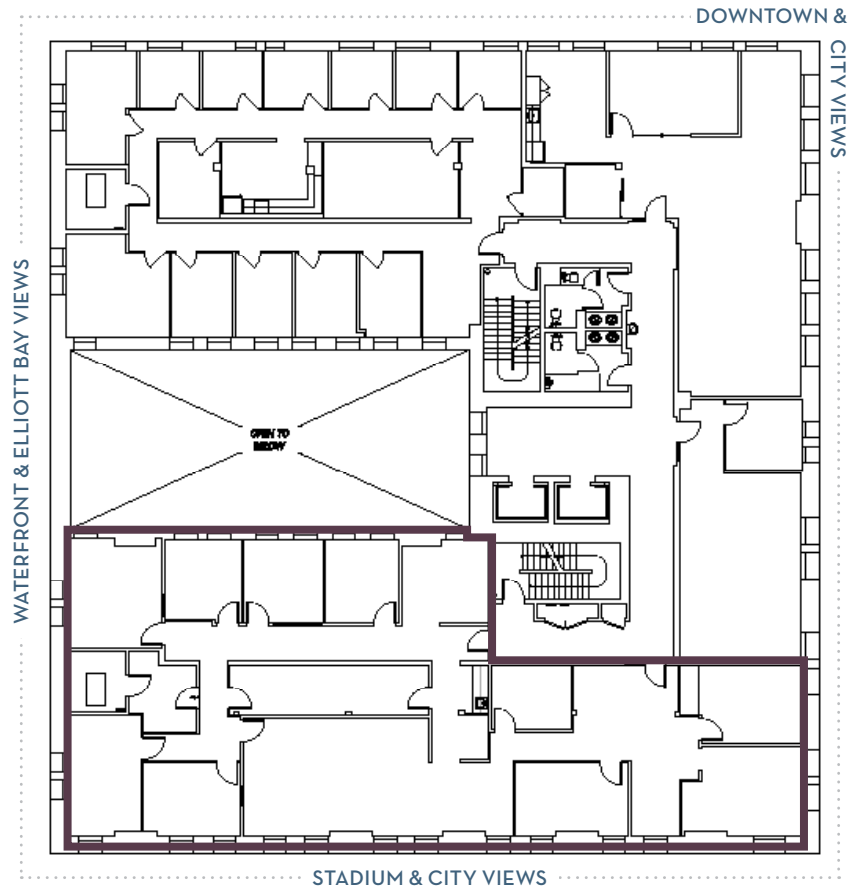 DOWNTOWN &
CITY VIEWS
WATERFRONT & ELLIOTT BAY VIEWS
OPEN TO
BELOW
STADIUM & CITY VIEWS